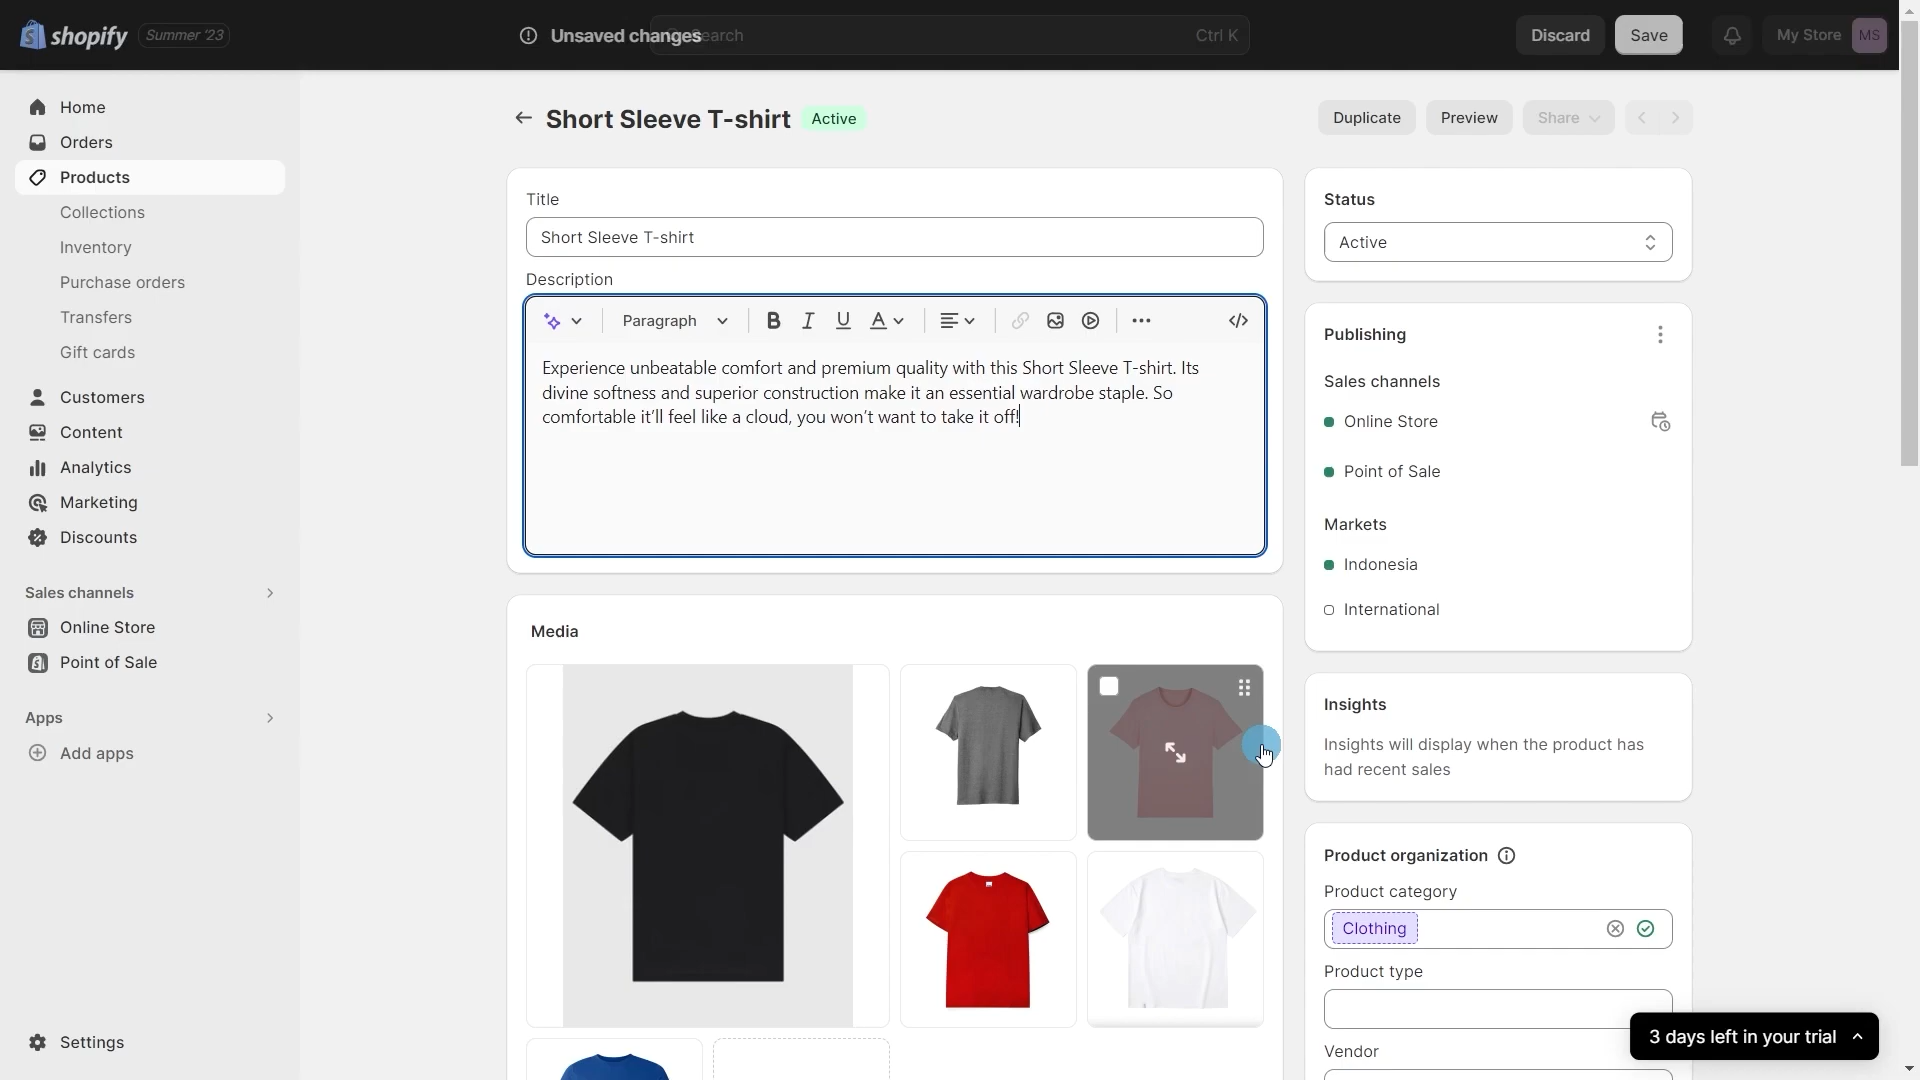 shopify Summer '23
Unsaved changes
earch
Ctrl K
Discard
Save
My Store MS
Home
Orders
Products
Collections
Inventory
Purchase orders
Transfers
Gift cards
Customers
Content
Analytics
Marketing
Discounts
Sales channels
Online Store
Point of Sale
Apps
Add apps
Settings
Short Sleeve T-shirt Active
Duplicate
Preview
Share
Title
Short Sleeve T-shirt
Description
Paragraph B I U A
Experience unbeatable comfort and premium quality with this Short Sleeve T-shirt. Its
divine softness and superior construction make it an essential wardrobe staple. So
comfortable it'll feel like a cloud, you won't want to take it off!
Media
Status
Active
Publishing
Sales channels
Online Store
Point of Sale
Markets
Indonesia
International
Insights
Insights will display when the product has
had recent sales
Product organization
Product category
Clothing
Product type
Vendor
3 days left in your trial